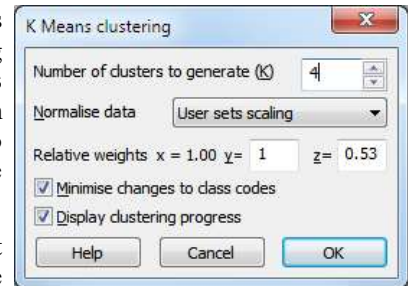 K Means clustering
Number of clusters to generate (K) 4
Normalise data User sets scaling
Relative weights x = 1.00 y= 1 z= 0.53
Minimise changes to class codes
Display clustering progress
Help Cancel OK